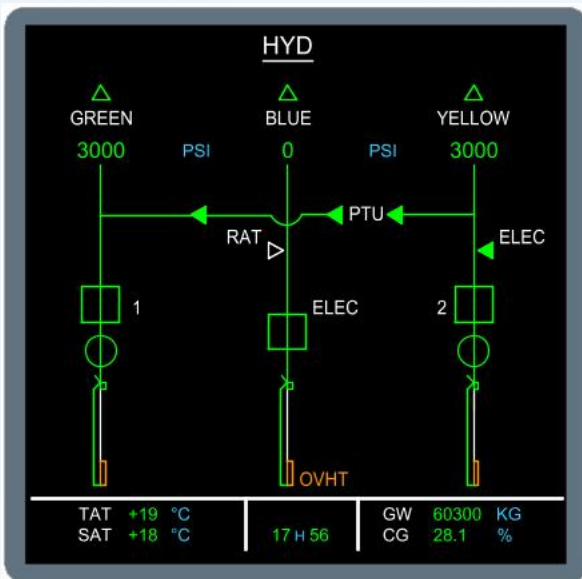 HYD
GREEN BLUE YELLOW
3000 PSI 0 PSI 3000
PTU
RAT ELEC
1 ELEC 2
OVHT
TAT +19 °C GW 60300 KG
SAT +18 °C 17 H 56 CG 28.1 %